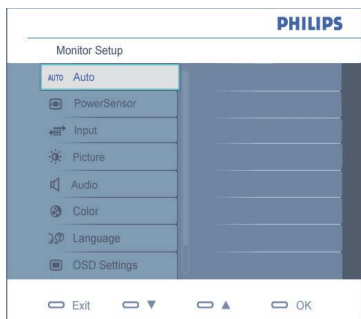 PHILIPS
Monitor Setup
AUTO Auto
PowerSensor
Input
Picture
Audio
Color
Language
OSD Settings
Exit ▼ ▲ OK